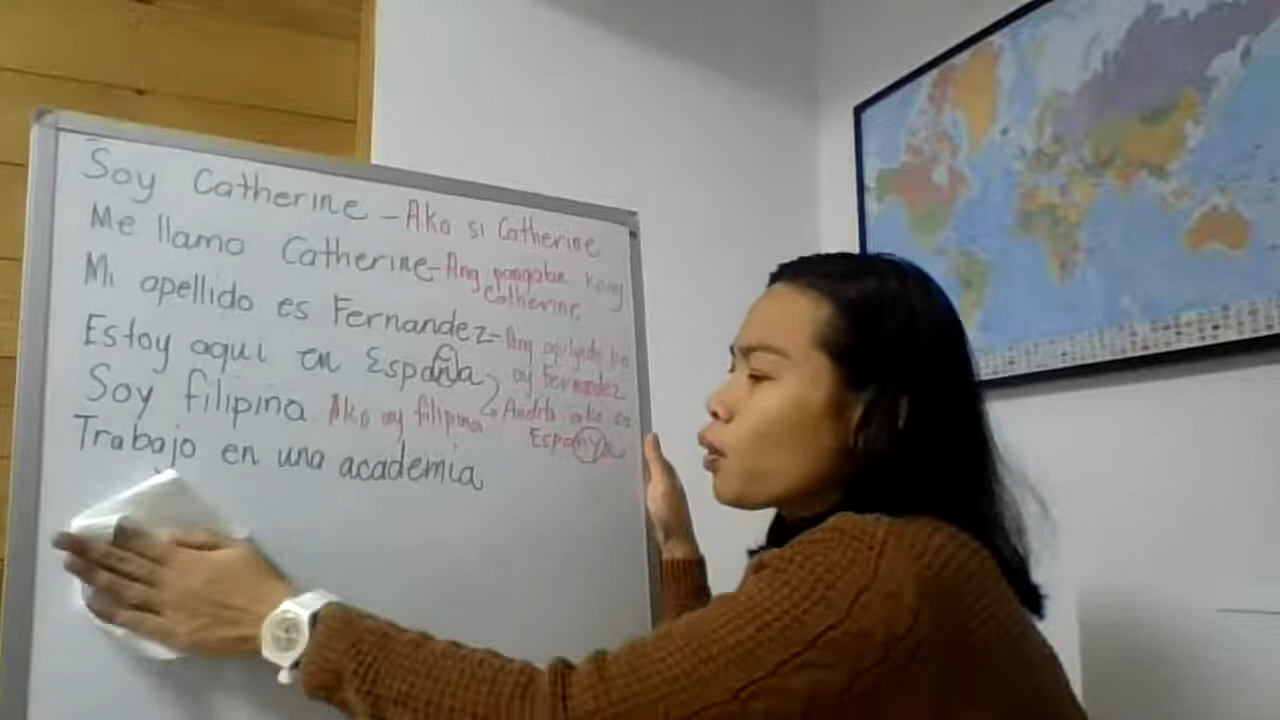 Soy Catherine - Ako si Catherine
Me llamo Catherine - Ang pangalan kong
Catherine
Mi apellido es Fernandez - Ang apelyido ko
ay Fernandez
Estoy aqui en España
Andito ako sa
Espanya
Soy filipina Ako ay filipina
Trabajo en una academia